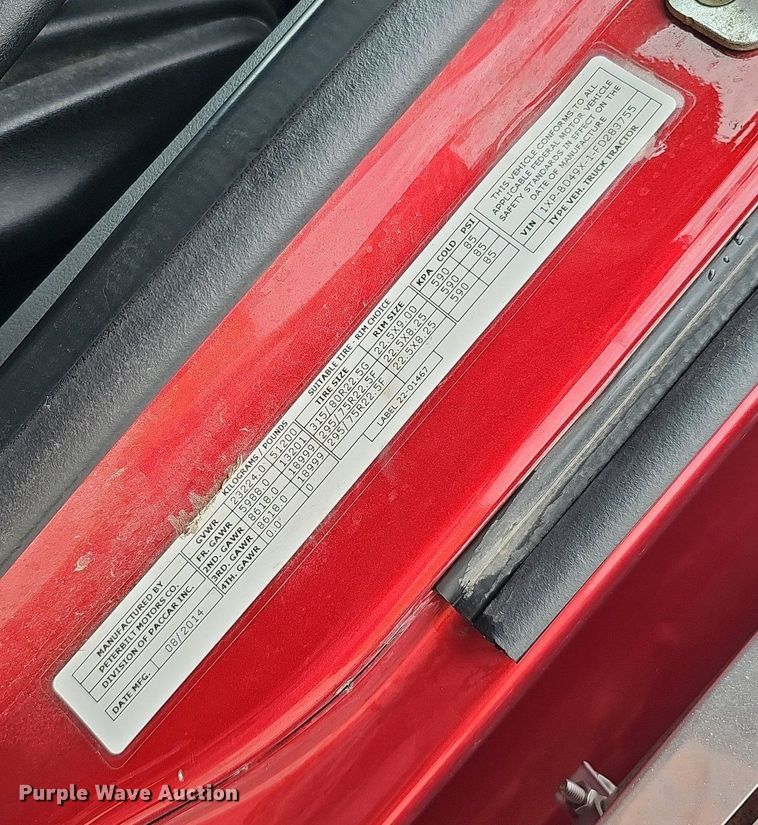 MANUFACTURED BY
PETERBILT MOTORS CO.
DIVISION OF PACCAR INC.
DATE MFG. 08/2014
KILOGRAMS / POUNDS
GVWR 23224.0 51200
FR. GAWR 5988.0 13201
2ND. GAWR 8618.0 18999
3RD. GAWR 8618.0 18999
4TH. GAWR 0.0 0
SUITABLE TIRE - RIM CHOICE
TIRE SIZE RIM SIZE KPA COLD PSI
315/80R22.5G 22.5X9.00 590 85
295/75R22.5F 22.5X8.25 590 85
295/75R22.5F 22.5X8.25 590 85
LABEL 22-01467
THIS VEHICLE CONFORMS TO ALL
APPLICABLE FEDERAL MOTOR VEHICLE
SAFETY STANDARDS IN EFFECT ON THE
DATE OF MANUFACTURE
VIN 1XP-8D49X-1-FD283755
TYPE VEH. TRUCK TRACTOR
Purple Wave Auction